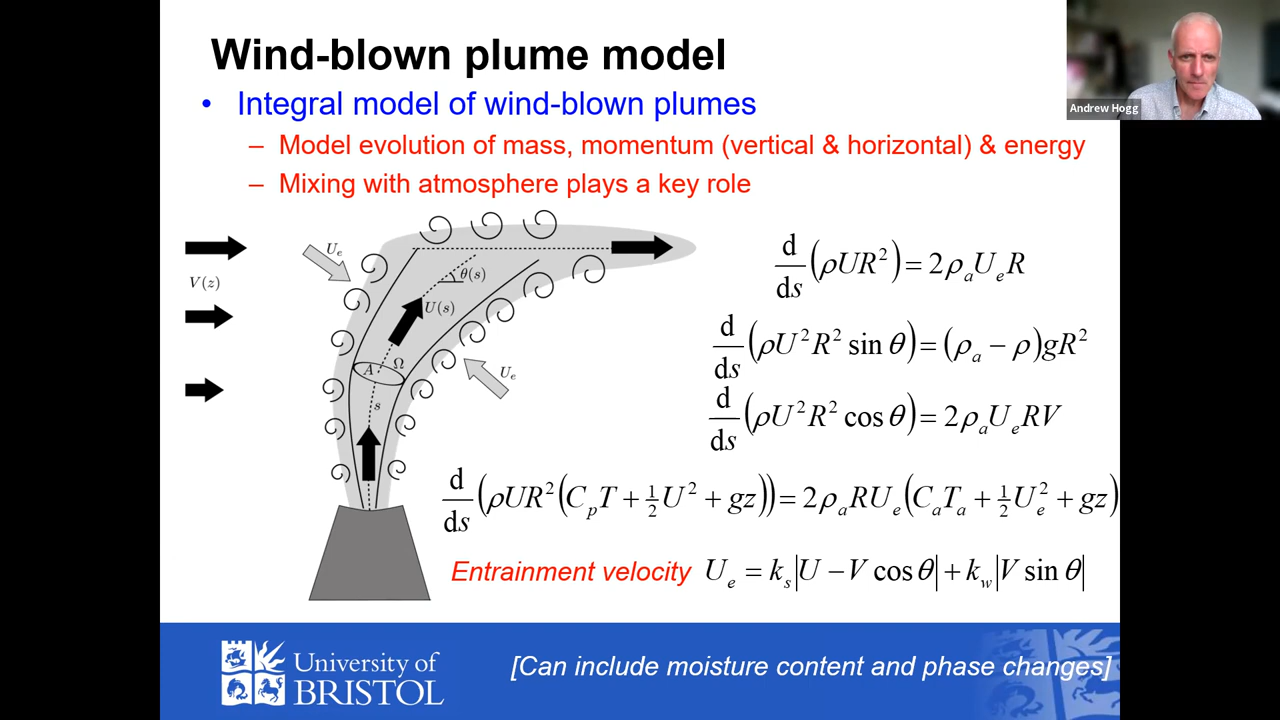 Wind-blown plume model
Andrew Hogg
• Integral model of wind-blown plumes
– Model evolution of mass, momentum (vertical & horizontal) & energy
– Mixing with atmosphere plays a key role
U_e
V(z)
θ(s)
U(s)
A
Ω
U_e
s
d/ds (ρUR²) = 2ρ_a U_e R
d/ds (ρU²R² sin θ) = (ρ_a − ρ)gR²
d/ds (ρU²R² cos θ) = 2ρ_a U_e RV
d/ds (ρUR²(C_p T + ½U² + gz)) = 2ρ_a RU_e (C_a T_a + ½U_e² + gz)
Entrainment velocity U_e = k_s |U − V cos θ| + k_w |V sin θ|
University of
BRISTOL
[Can include moisture content and phase changes]